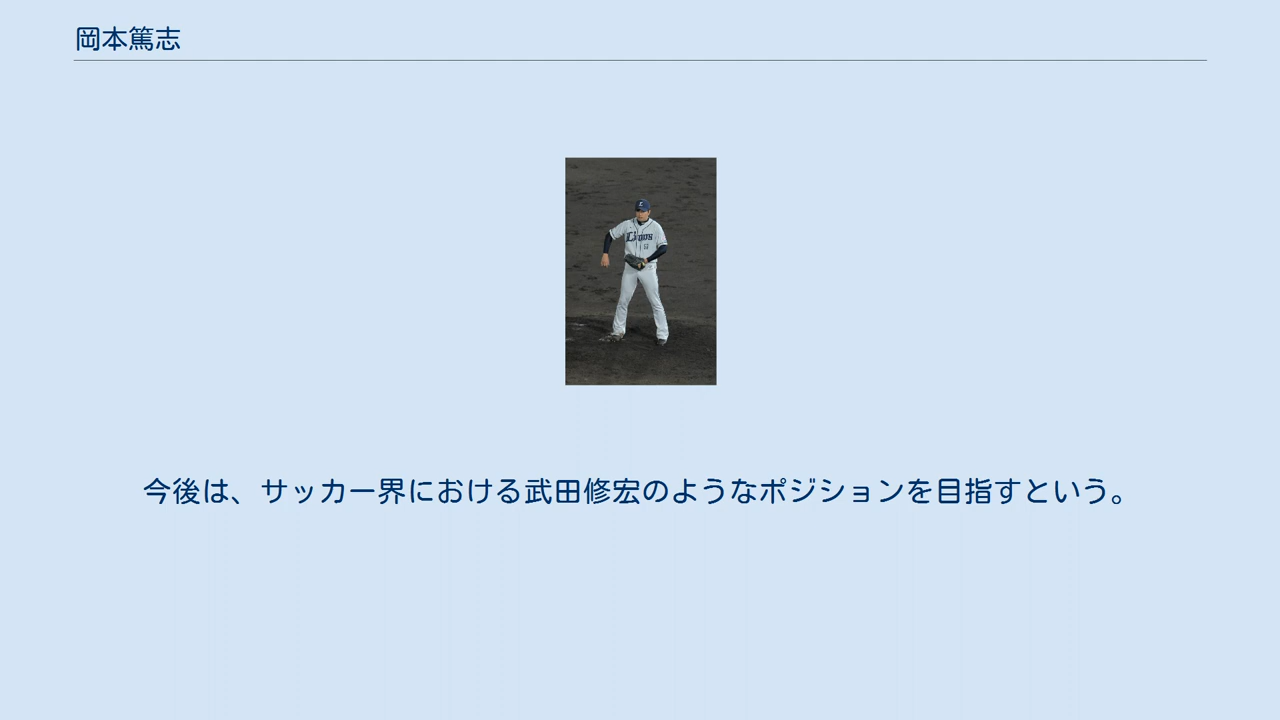 岡本篤志
Lions
今後は、サッカー界における武田修宏のようなポジションを目指すという。